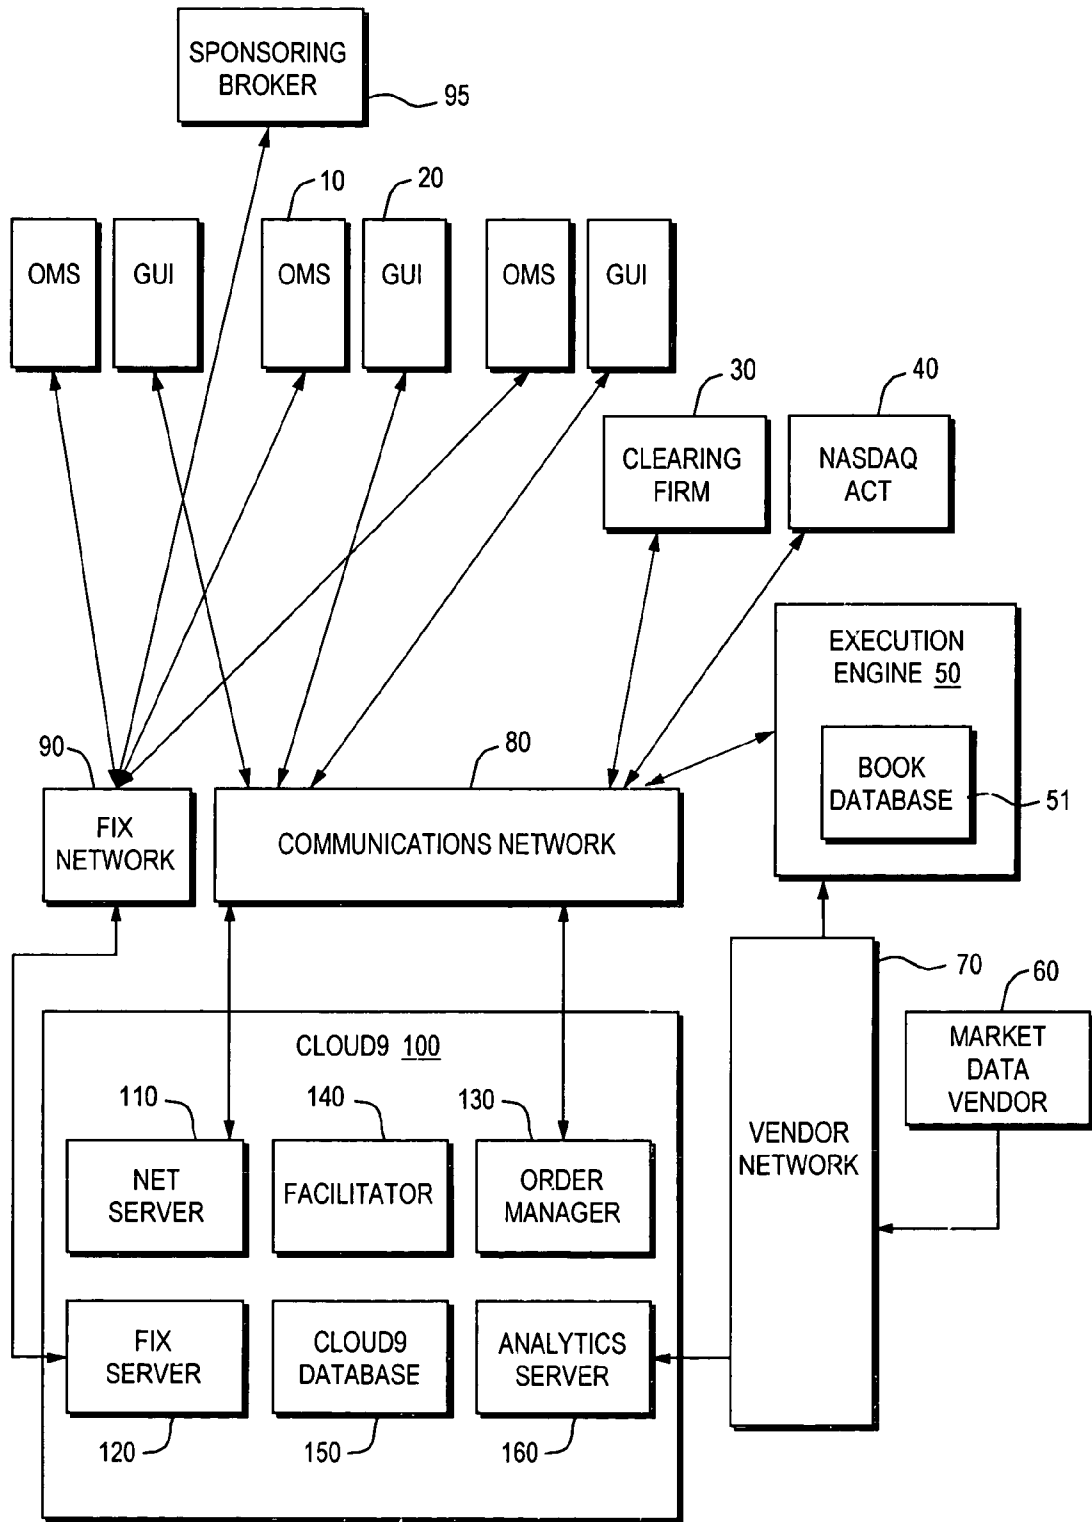 SPONSORING
BROKER
95
10
20
OMS
GUI
OMS
GUI
OMS
GUI
30
40
CLEARING
FIRM
NASDAQ
ACT
EXECUTION
ENGINE 50
BOOK
DATABASE
51
90
80
FIX
NETWORK
COMMUNICATIONS NETWORK
70
60
MARKET
DATA
VENDOR
VENDOR
NETWORK
CLOUD9 100
110
140
130
NET
SERVER
FACILITATOR
ORDER
MANAGER
FIX
SERVER
CLOUD9
DATABASE
ANALYTICS
SERVER
120
150
160